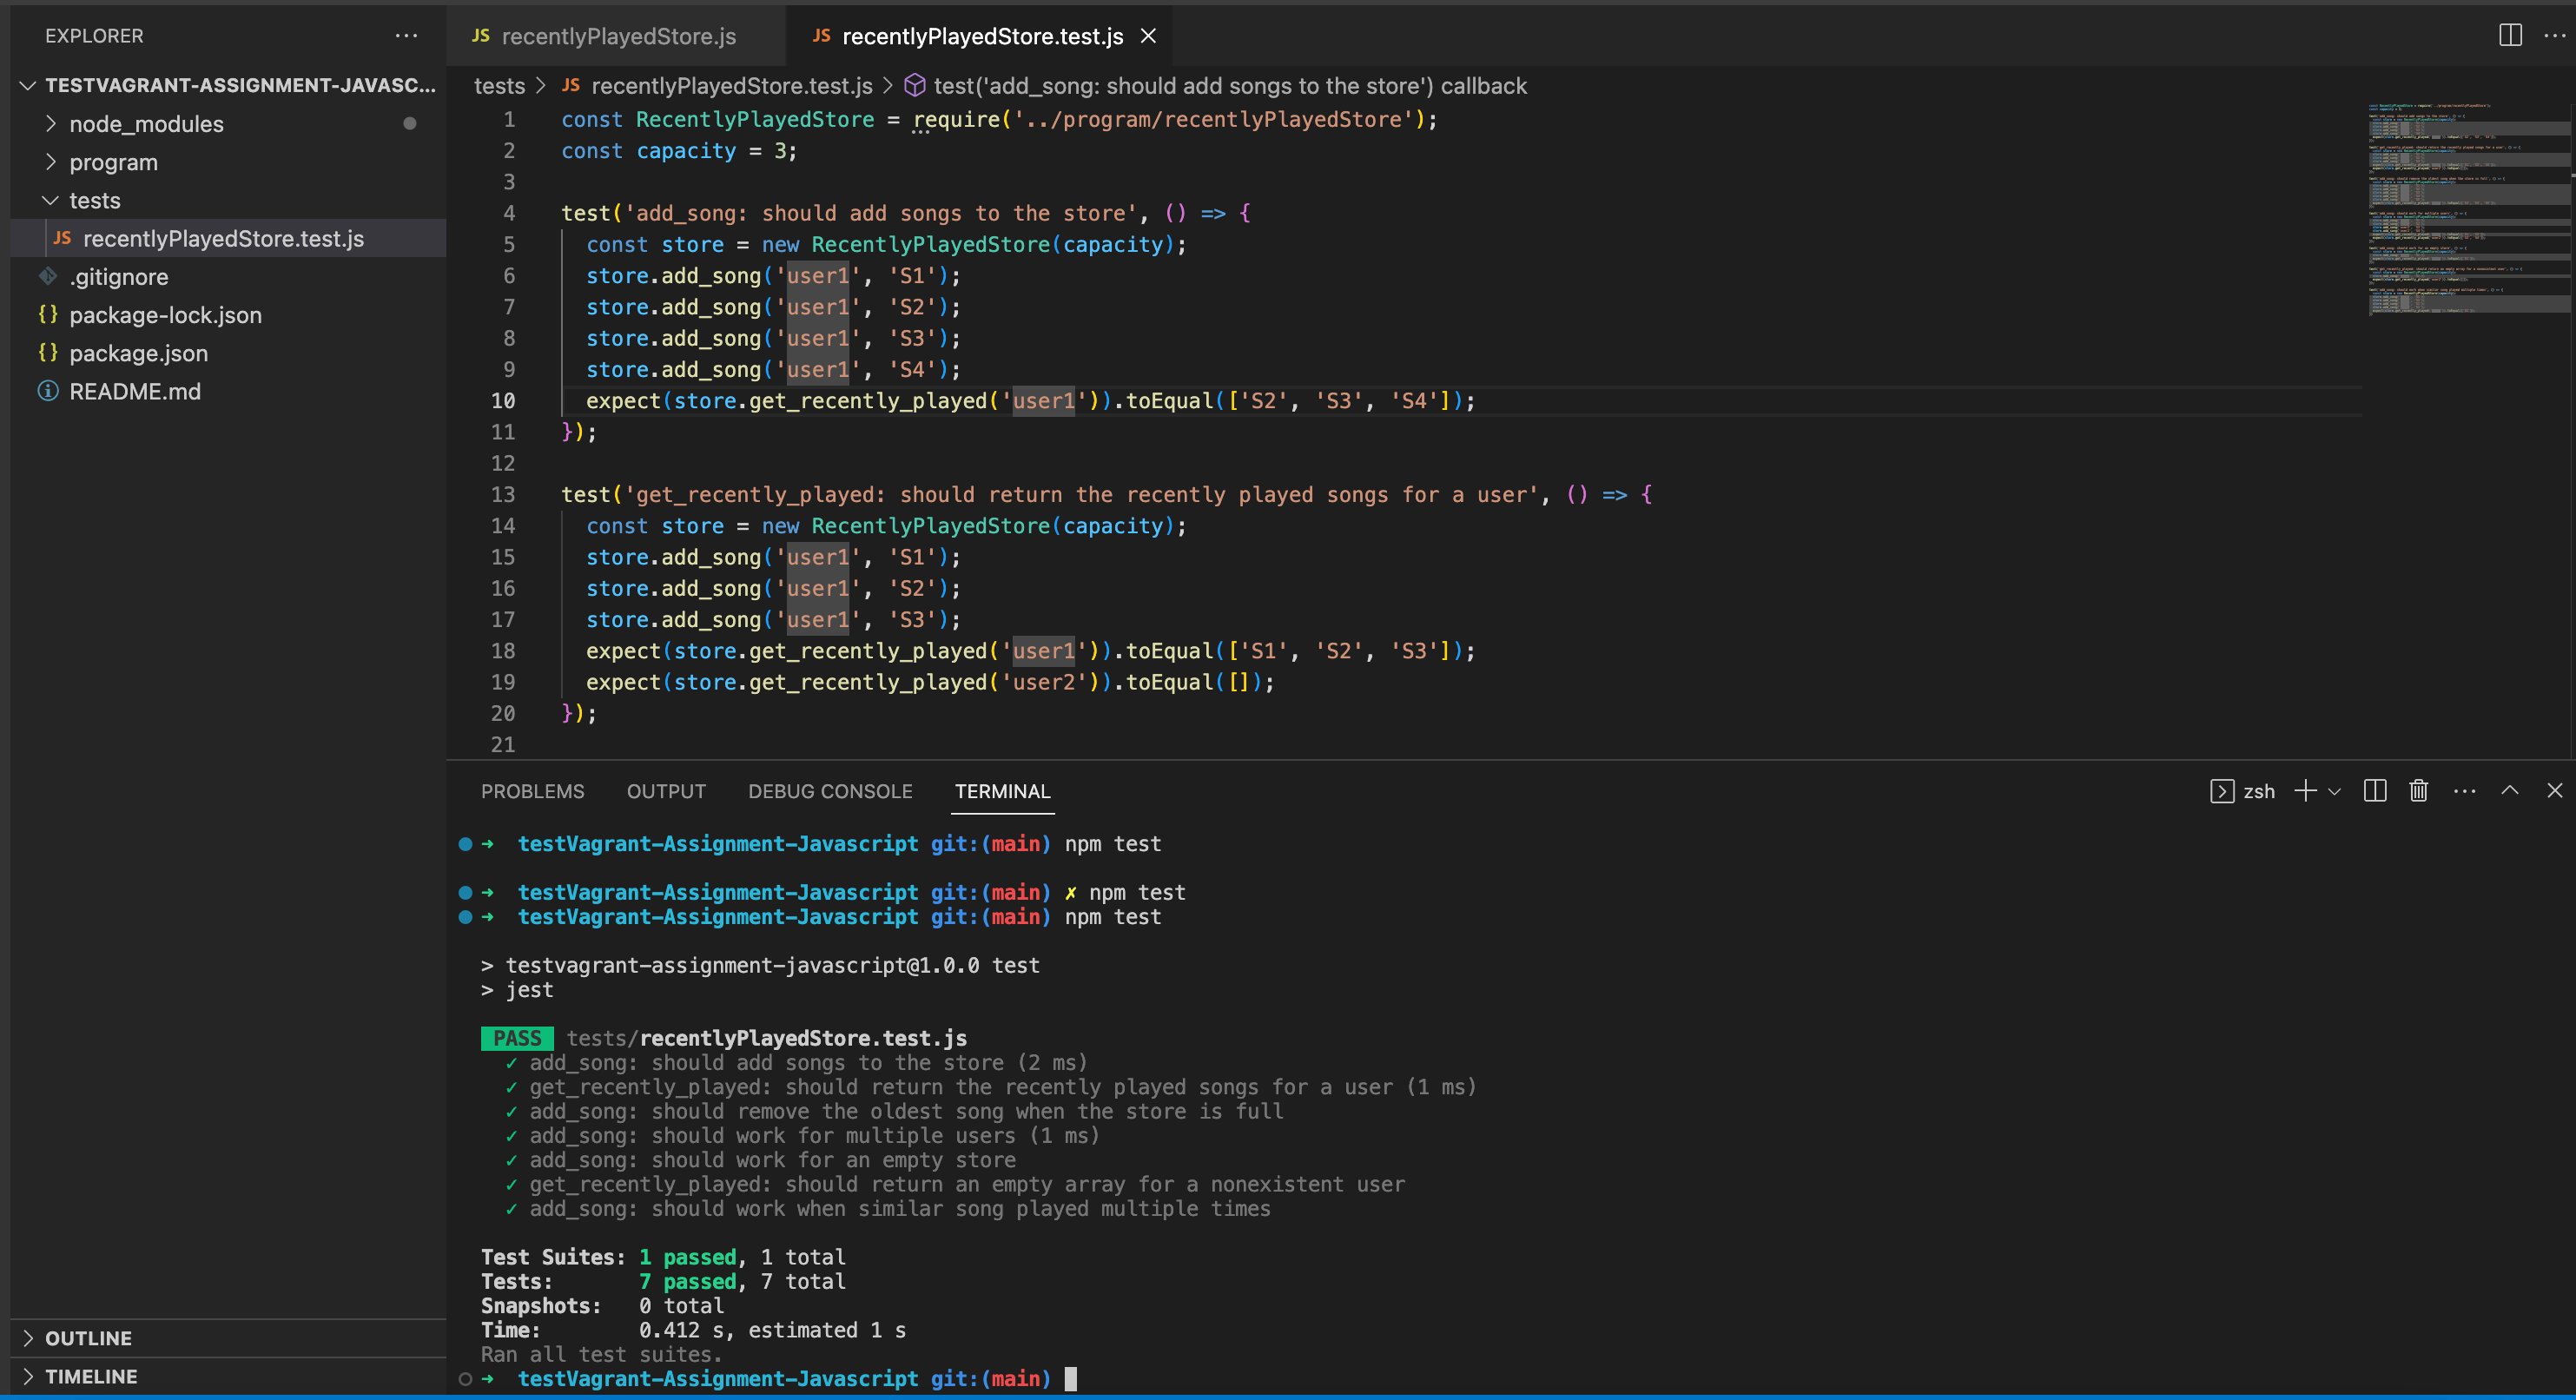 EXPLORER
TESTVAGRANT-ASSIGNMENT-JAVASC...
node_modules
program
tests
JS recentlyPlayedStore.test.js
.gitignore
{} package-lock.json
{} package.json
README.md
OUTLINE
TIMELINE
JS recentlyPlayedStore.js
JS recentlyPlayedStore.test.js
tests > JS recentlyPlayedStore.test.js > test('add_song: should add songs to the store') callback
1 const RecentlyPlayedStore = require('../program/recentlyPlayedStore');
2 const capacity = 3;
3
4 test('add_song: should add songs to the store', () => {
5 const store = new RecentlyPlayedStore(capacity);
6 store.add_song('user1', 'S1');
7 store.add_song('user1', 'S2');
8 store.add_song('user1', 'S3');
9 store.add_song('user1', 'S4');
10 expect(store.get_recently_played('user1')).toEqual(['S2', 'S3', 'S4']);
11 });
12
13 test('get_recently_played: should return the recently played songs for a user', () => {
14 const store = new RecentlyPlayedStore(capacity);
15 store.add_song('user1', 'S1');
16 store.add_song('user1', 'S2');
17 store.add_song('user1', 'S3');
18 expect(store.get_recently_played('user1')).toEqual(['S1', 'S2', 'S3']);
19 expect(store.get_recently_played('user2')).toEqual([]);
20 });
21
PROBLEMS OUTPUT DEBUG CONSOLE TERMINAL
zsh
➜ testVagrant-Assignment-Javascript git:(main) npm test
➜ testVagrant-Assignment-Javascript git:(main) ✗ npm test
➜ testVagrant-Assignment-Javascript git:(main) npm test
> testvagrant-assignment-javascript@1.0.0 test
> jest
PASS tests/recentlyPlayedStore.test.js
✓ add_song: should add songs to the store (2 ms)
✓ get_recently_played: should return the recently played songs for a user (1 ms)
✓ add_song: should remove the oldest song when the store is full
✓ add_song: should work for multiple users (1 ms)
✓ add_song: should work for an empty store
✓ get_recently_played: should return an empty array for a nonexistent user
✓ add_song: should work when similar song played multiple times
Test Suites: 1 passed, 1 total
Tests: 7 passed, 7 total
Snapshots: 0 total
Time: 0.412 s, estimated 1 s
Ran all test suites.
➜ testVagrant-Assignment-Javascript git:(main)